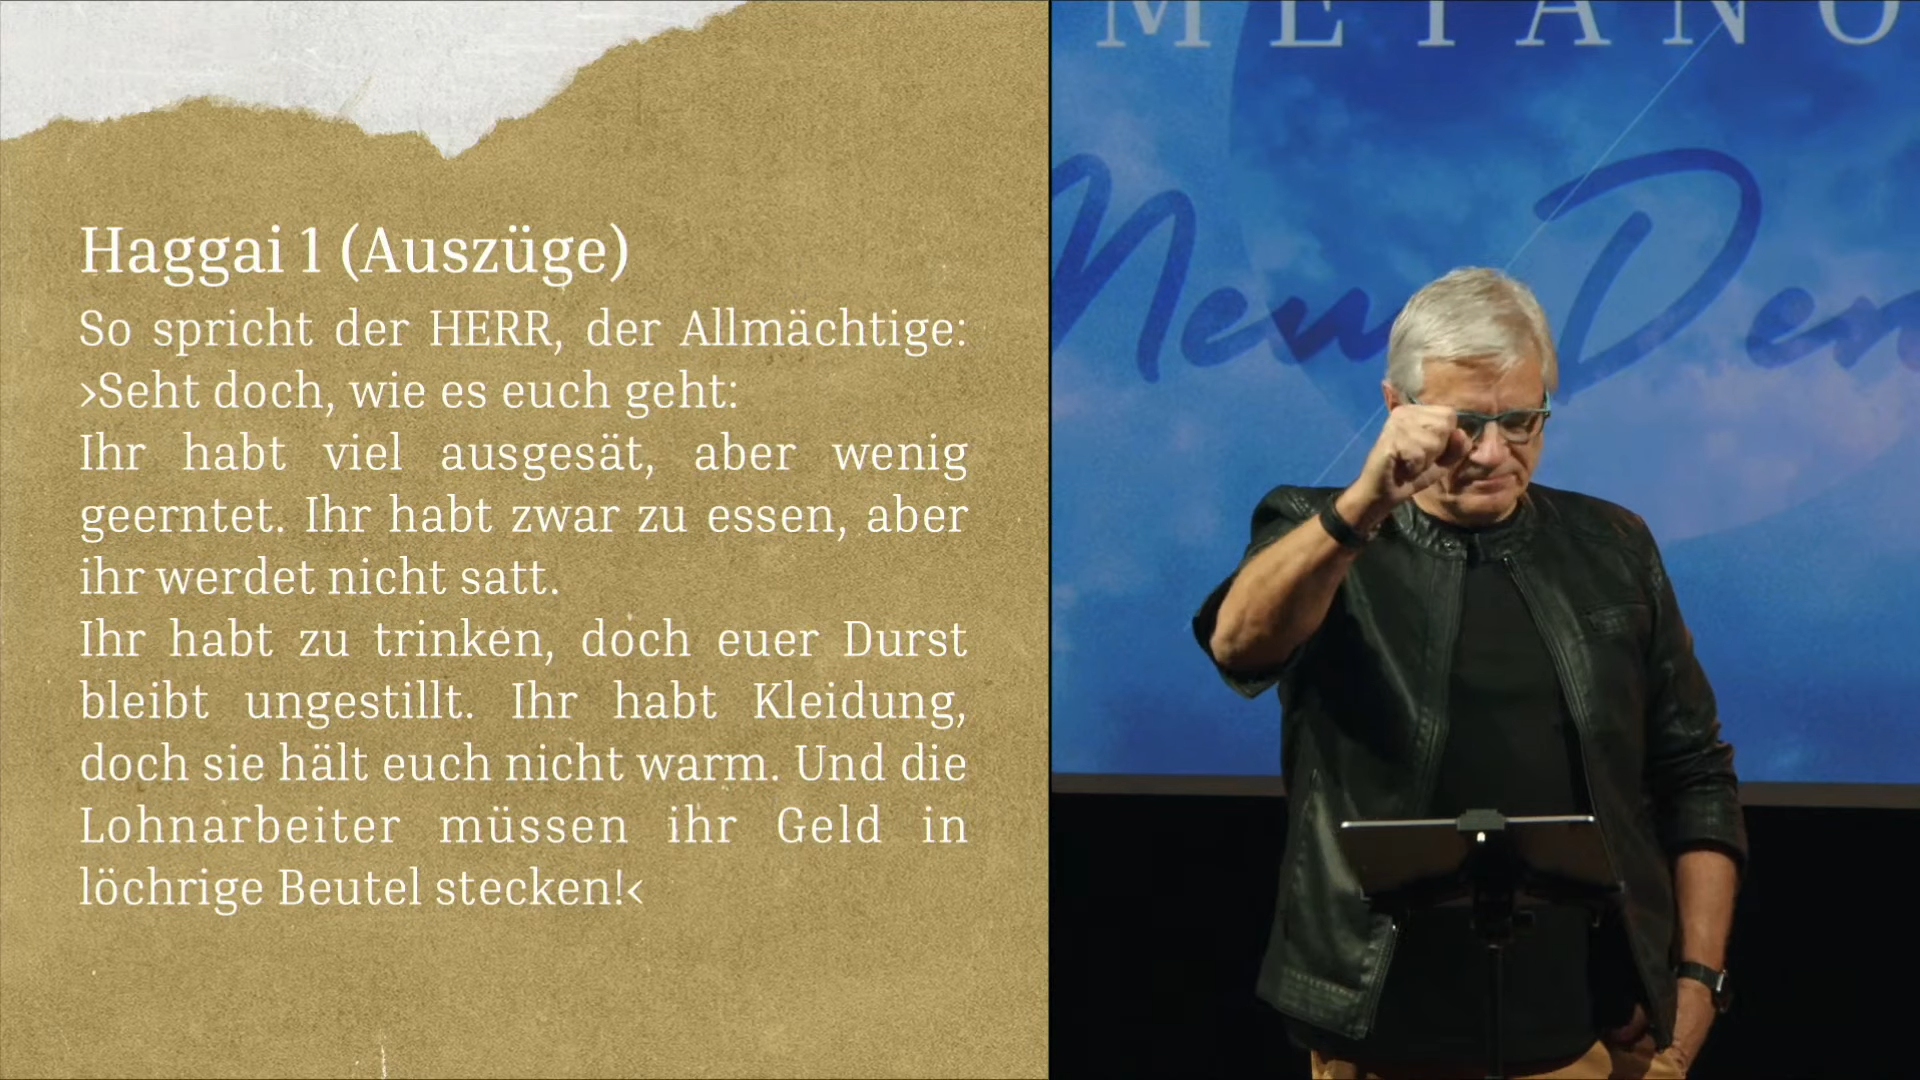 Haggai 1 (Auszüge)
So spricht der HERR, der Allmächtige:
›Seht doch, wie es euch geht:
Ihr habt viel ausgesät, aber wenig
geerntet. Ihr habt zwar zu essen, aber
ihr werdet nicht satt.
Ihr habt zu trinken, doch euer Durst
bleibt ungestillt. Ihr habt Kleidung,
doch sie hält euch nicht warm. Und die
Lohnarbeiter müssen ihr Geld in
löchrige Beutel stecken!‹
METANO
Neu Den